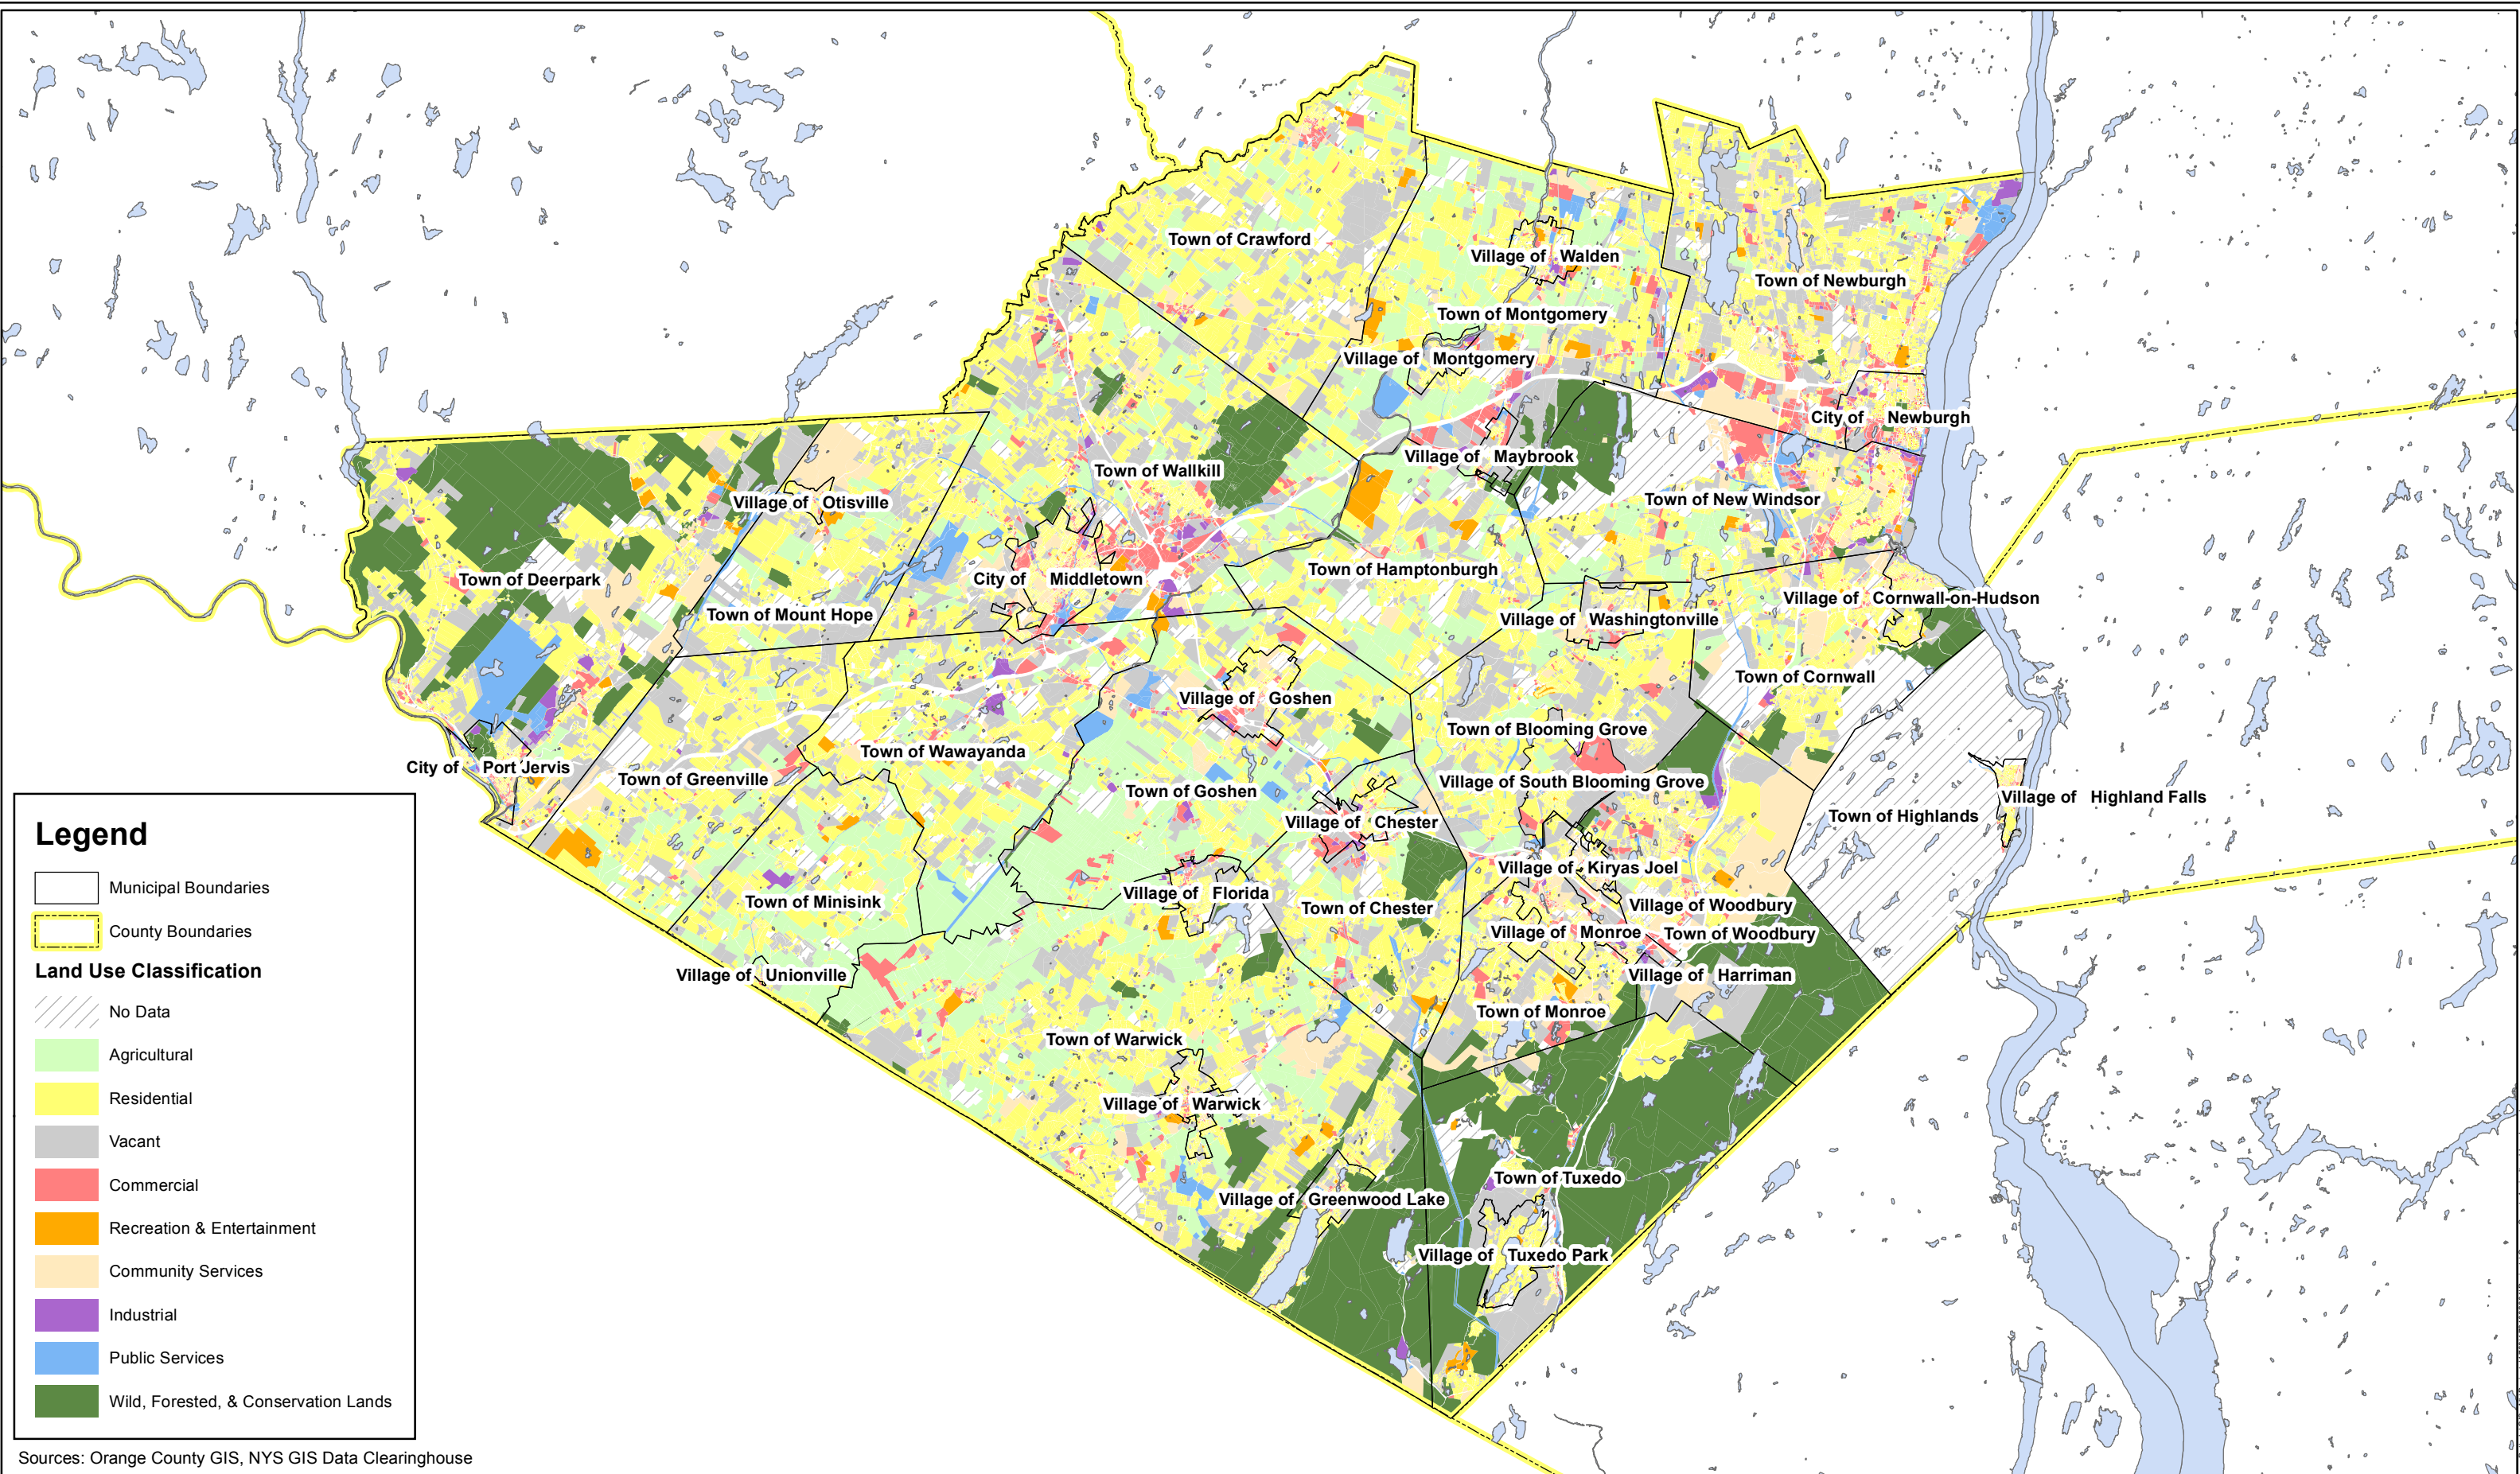 Town of Crawford
Village of Walden
Town of Newburgh
Town of Montgomery
Village of Montgomery
City of Newburgh
Village of Maybrook
Town of Wallkill
Town of New Windsor
Village of Otisville
Town of Hamptonburgh
Town of Deerpark
City of Middletown
Village of Cornwall-on-Hudson
Town of Mount Hope
Village of Washingtonville
Town of Cornwall
Village of Goshen
Town of Blooming Grove
Town of Wawayanda
City of Port Jervis
Town of Greenville
Village of South Blooming Grove
Town of Goshen
Village of Highland Falls
Town of Highlands
Village of Chester
Village of Kiryas Joel
Village of Florida
Town of Minisink
Town of Chester
Village of Woodbury
Village of Monroe
Town of Woodbury
Village of Unionville
Village of Harriman
Town of Monroe
Town of Warwick
Village of Warwick
Town of Tuxedo
Village of Greenwood Lake
Village of Tuxedo Park
Legend
Municipal Boundaries
County Boundaries
Land Use Classification
No Data
Agricultural
Residential
Vacant
Commercial
Recreation & Entertainment
Community Services
Industrial
Public Services
Wild, Forested, & Conservation Lands
Sources: Orange County GIS, NYS GIS Data Clearinghouse